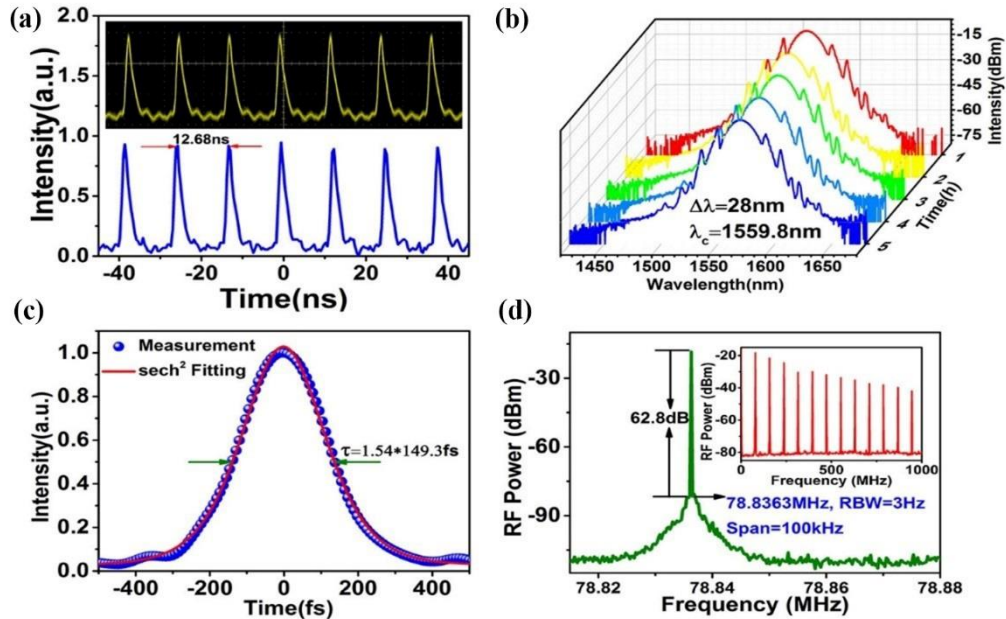 (a)
2.0
1.5
1.0
0.5
0.0
Intensity(a.u.)
12.68ns
-40
-20
0
20
40
Time(ns)
(b)
-15
-30
-45
-60
-75
Intensity(dBm)
1
2
3
4
5
Time(h)
Δλ=28nm
λc=1559.8nm
1450
1500
1550
1600
1650
Wavelength(nm)
(c)
1.0
0.8
0.6
0.4
0.2
0.0
Intensity(a.u.)
Measurement
sech² Fitting
τ=1.54*149.3fs
-400
-200
0
200
400
Time(fs)
(d)
-30
-60
-90
RF Power (dBm)
62.8dB
-20
-40
-60
-80
RF Power (dBm)
0
500
1000
Frequency (MHz)
78.8363MHz, RBW=3Hz
Span=100kHz
78.82
78.84
78.86
78.88
Frequency (MHz)